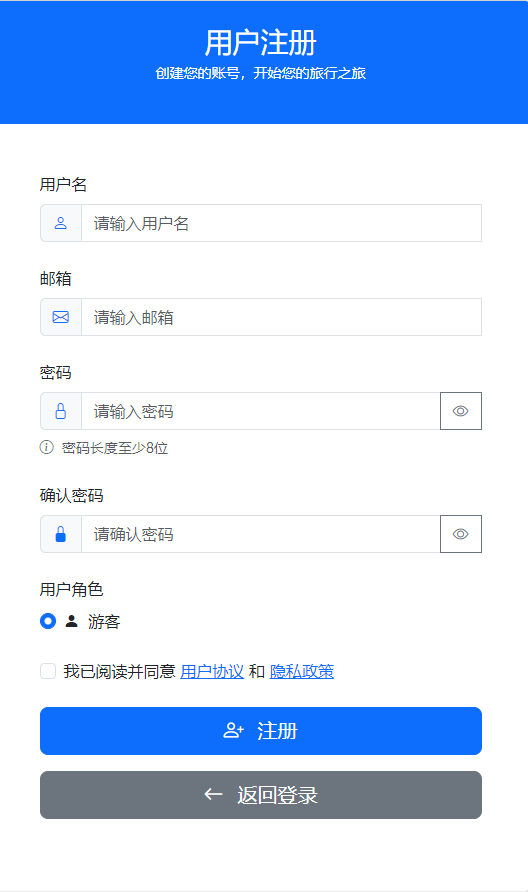 用户注册
创建您的账号，开始您的旅行之旅
用户名
请输入用户名
邮箱
请输入邮箱
密码
请输入密码
密码长度至少8位
确认密码
请确认密码
用户角色
游客
我已阅读并同意 用户协议 和 隐私政策
注册
返回登录